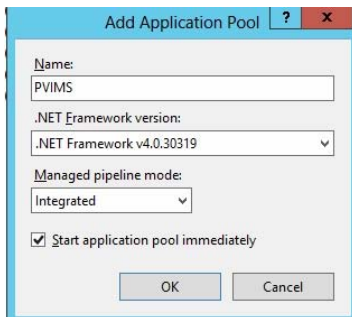 Add Application Pool ? x
Name:
PVIMS
.NET Framework version:
.NET Framework v4.0.30319
Managed pipeline mode:
Integrated
Start application pool immediately
OK Cancel